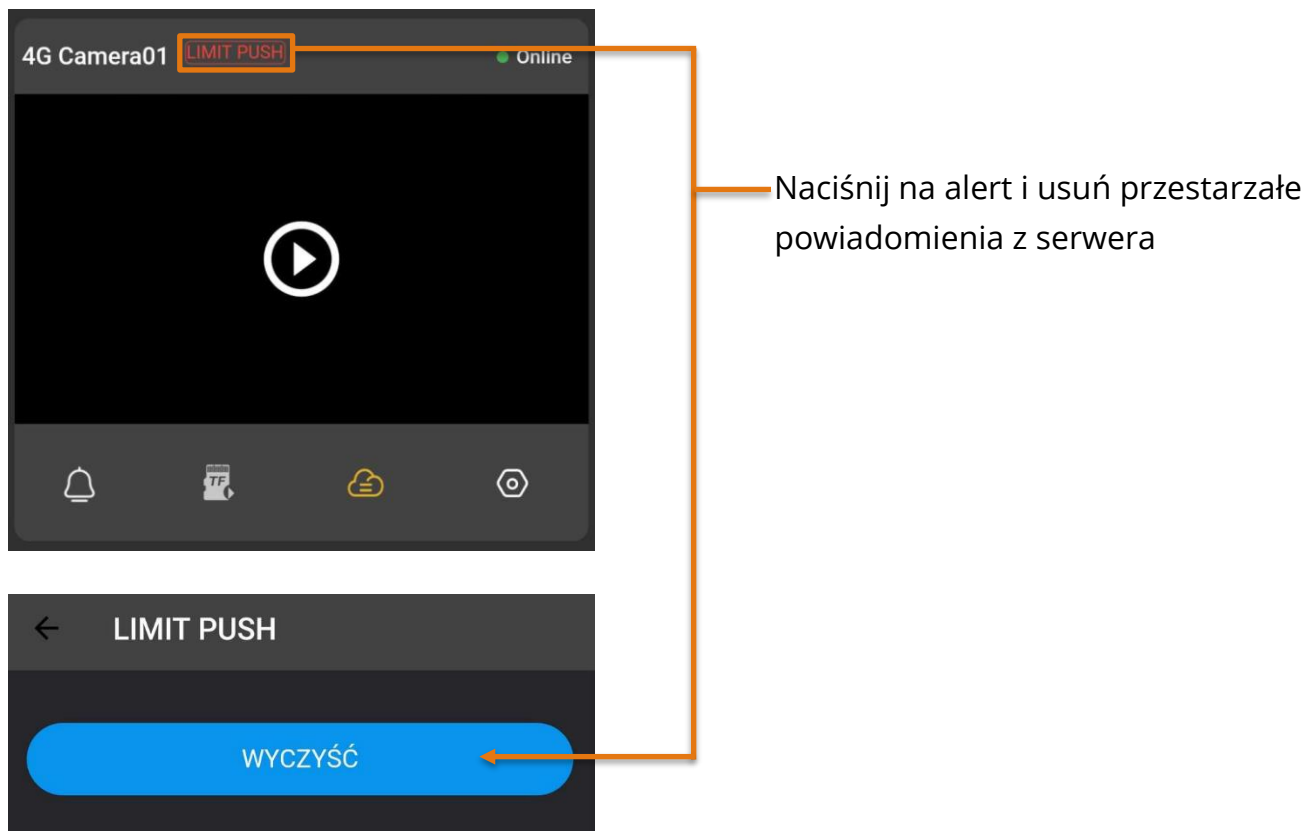 4G Camera01 LIMIT PUSH Online
Naciśnij na alert i usuń przestarzałe
powiadomienia z serwera
TF
LIMIT PUSH
WYCZYŚĆ